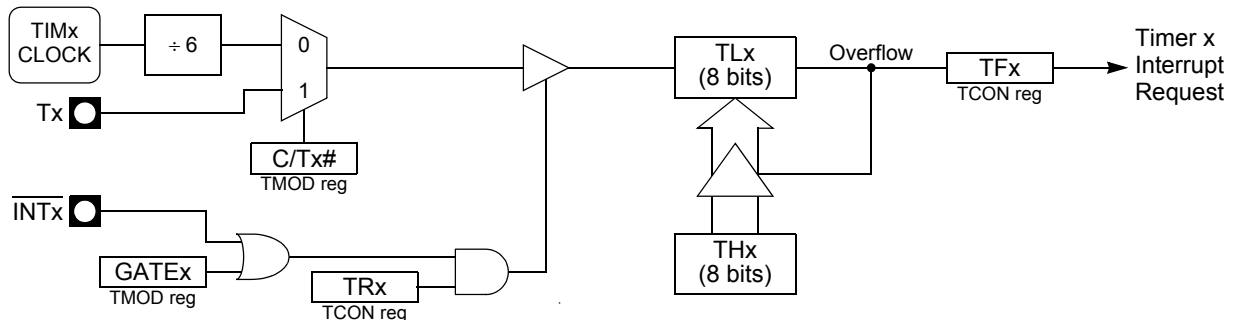 TIMx
CLOCK
÷ 6
0
1
Tx
C/Tx#
TMOD reg
INTx
GATEx
TMOD reg
TRx
TCON reg
TLx
(8 bits)
THx
(8 bits)
Overflow
TFx
TCON reg
Timer x
Interrupt
Request